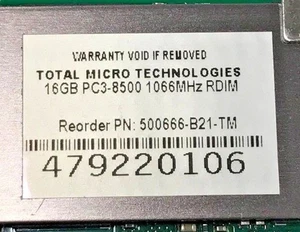 WARRANTY VOID IF REMOVED
TOTAL MICRO TECHNOLOGIES
16GB PC3-8500 1066MHz RDIM
Reorder PN: 500666-B21-TM
479220106